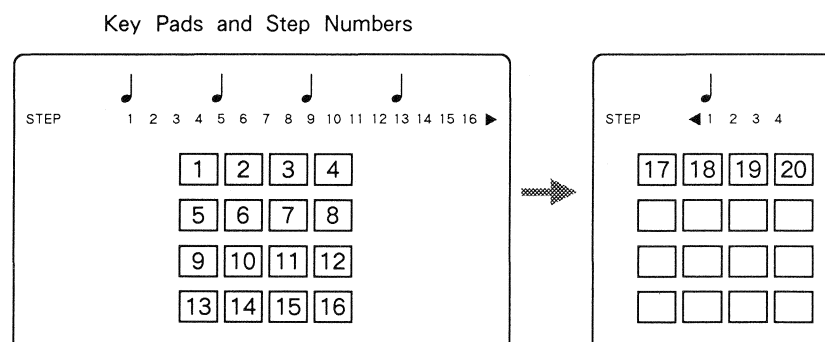 Key Pads and Step Numbers
STEP 1 2 3 4 5 6 7 8 9 10 11 12 13 14 15 16 ▶
1 2 3 4
5 6 7 8
9 10 11 12
13 14 15 16
STEP ◀ 1 2 3 4
17 18 19 20